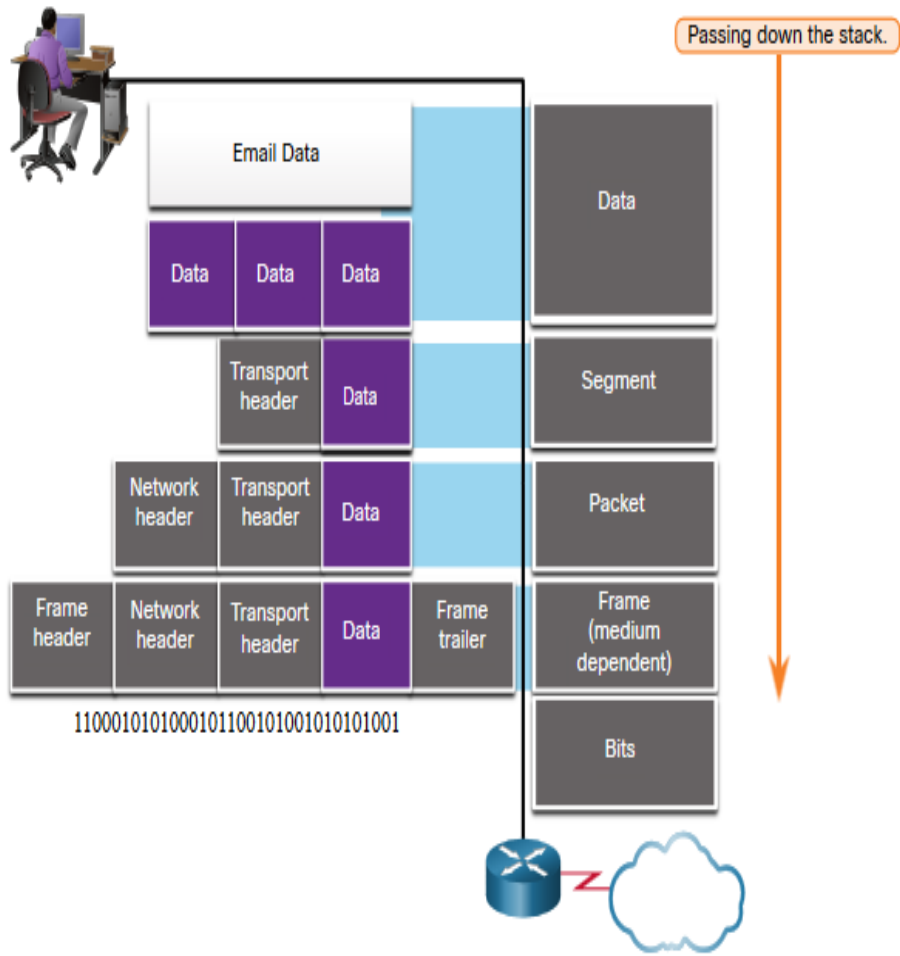 Passing down the stack.
Email Data
Data
Data
Data
Data
Transport
header
Data
Segment
Network
header
Transport
header
Data
Packet
Frame
header
Network
header
Transport
header
Data
Frame
trailer
Frame
(medium
dependent)
1100010101000101100101001010101001
Bits